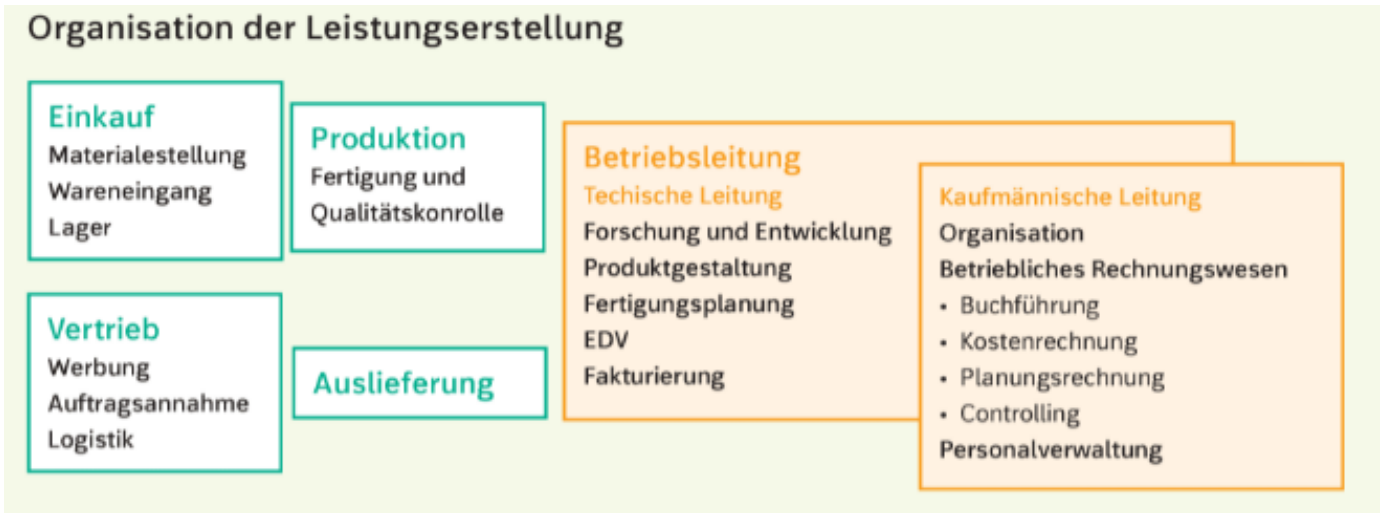 Organisation der Leistungserstellung
Einkauf
Materialestellung
Wareneingang
Lager
Produktion
Fertigung und
Qualitätskonrolle
Vertrieb
Werbung
Auftragsannahme
Logistik
Auslieferung
Betriebsleitung
Techische Leitung
Forschung und Entwicklung
Produktgestaltung
Fertigungsplanung
EDV
Fakturierung
Kaufmännische Leitung
Organisation
Betriebliches Rechnungswesen
• Buchführung
• Kostenrechnung
• Planungsrechnung
• Controlling
Personalverwaltung